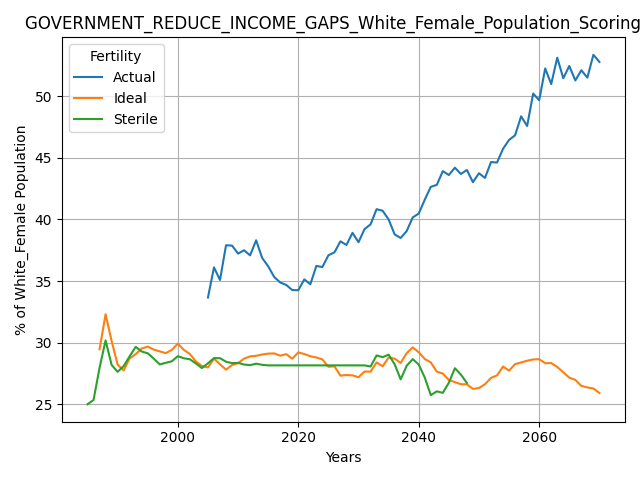 GOVERNMENT_REDUCE_INCOME_GAPS_White_Female_Population_Scoring
Fertility
Actual
Ideal
Sterile
% of White_Female Population
50
45
40
35
30
25
2000
2020
2040
2060
Years